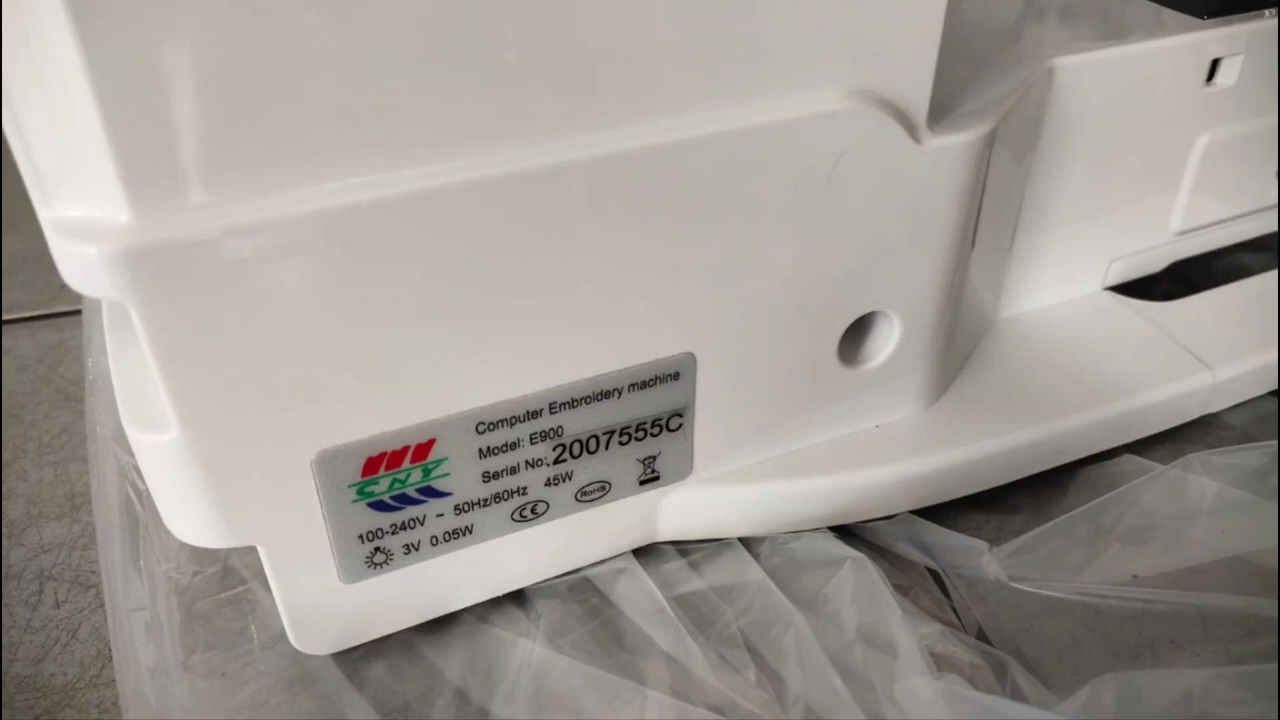 Computer Embroidery machine
Model: E900
Serial No: 2007555C
CNY
100-240V ~ 50Hz/60Hz 45W
3V 0.05W
CE
RoHS